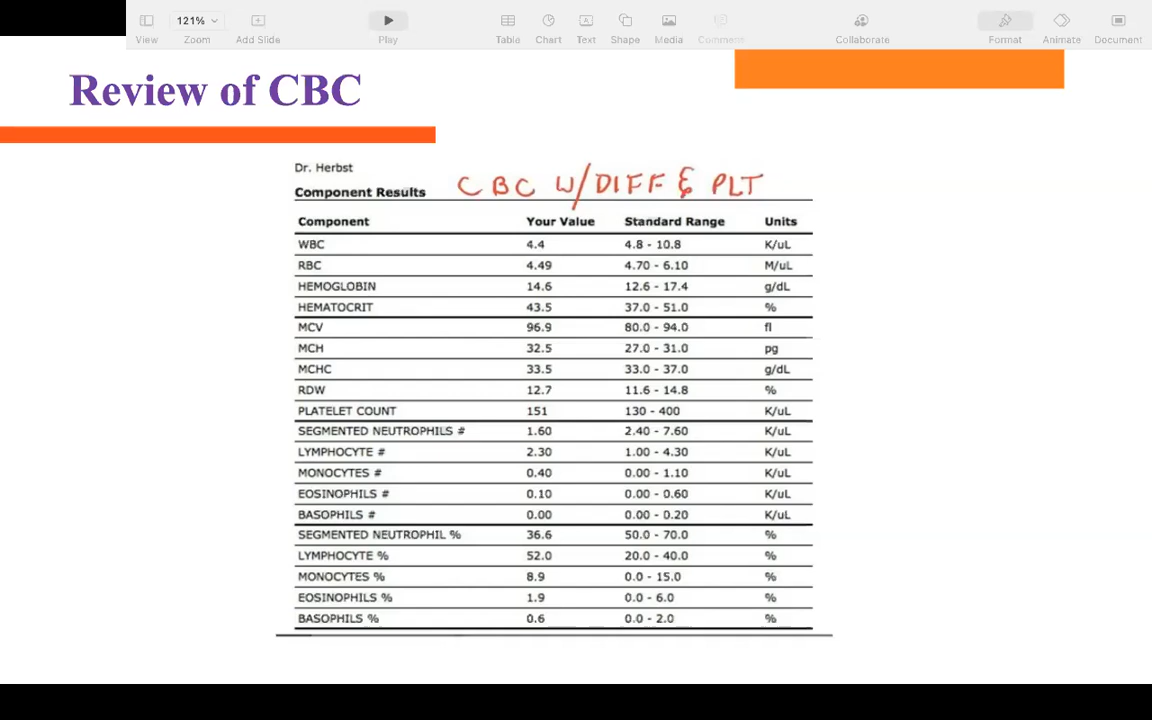 121%
View Zoom Add Slide Play Table Chart Text Shape Media Comment Collaborate Format Animate Document
Review of CBC
Dr. Herbst
Component Results CBC W/DIFF & PLT
Component Your Value Standard Range Units
WBC 4.4 4.8 - 10.8 K/uL
RBC 4.49 4.70 - 6.10 M/uL
HEMOGLOBIN 14.6 12.6 - 17.4 g/dL
HEMATOCRIT 43.5 37.0 - 51.0 %
MCV 96.9 80.0 - 94.0 fl
MCH 32.5 27.0 - 31.0 pg
MCHC 33.5 33.0 - 37.0 g/dL
RDW 12.7 11.6 - 14.8 %
PLATELET COUNT 151 130 - 400 K/uL
SEGMENTED NEUTROPHILS # 1.60 2.40 - 7.60 K/uL
LYMPHOCYTE # 2.30 1.00 - 4.30 K/uL
MONOCYTES # 0.40 0.00 - 1.10 K/uL
EOSINOPHILS # 0.10 0.00 - 0.60 K/uL
BASOPHILS # 0.00 0.00 - 0.20 K/uL
SEGMENTED NEUTROPHIL % 36.6 50.0 - 70.0 %
LYMPHOCYTE % 52.0 20.0 - 40.0 %
MONOCYTES % 8.9 0.0 - 15.0 %
EOSINOPHILS % 1.9 0.0 - 6.0 %
BASOPHILS % 0.6 0.0 - 2.0 %